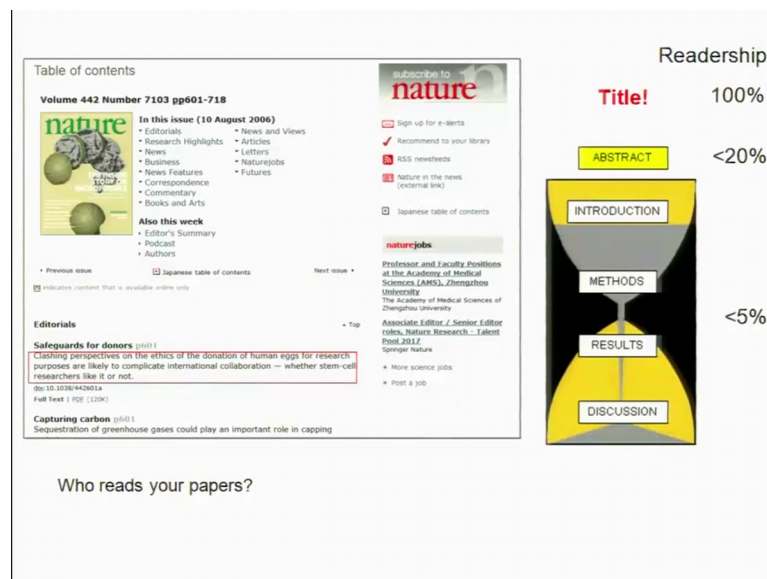 Readership
Table of contents
Volume 442 Number 7103 pp601-718
nature
In this issue (10 August 2006)
Editorials
Research Highlights
News
Business
News Features
Correspondence
Commentary
Books and Arts
News and Views
Articles
Letters
Naturejobs
Futures
Also this week
Editor's Summary
Podcast
Authors
Previous issue
Japanese table of contents
Next issue
indicates content that is available online only
Editorials
Top
Safeguards for donors p601
Clashing perspectives on the ethics of the donation of human eggs for research
purposes are likely to complicate international collaboration — whether stem-cell
researchers like it or not.
doi:10.1038/442601a
Full Text | PDF (120K)
Capturing carbon p601
Sequestration of greenhouse gases could play an important role in capping
subscribe to
nature
Sign up for e-alerts
Recommend to your library
RSS newsfeeds
Nature in the news
(external link)
Japanese table of contents
naturejobs
Professor and Faculty Positions
at the Academy of Medical
Sciences (AMS), Zhengzhou
University
The Academy of Medical Sciences of
Zhengzhou University
Associate Editor / Senior Editor
roles, Nature Research - Talent
Pool 2017
Springer Nature
More science jobs
Post a job
Title! 100%
ABSTRACT <20%
INTRODUCTION
METHODS
<5%
RESULTS
DISCUSSION
Who reads your papers?